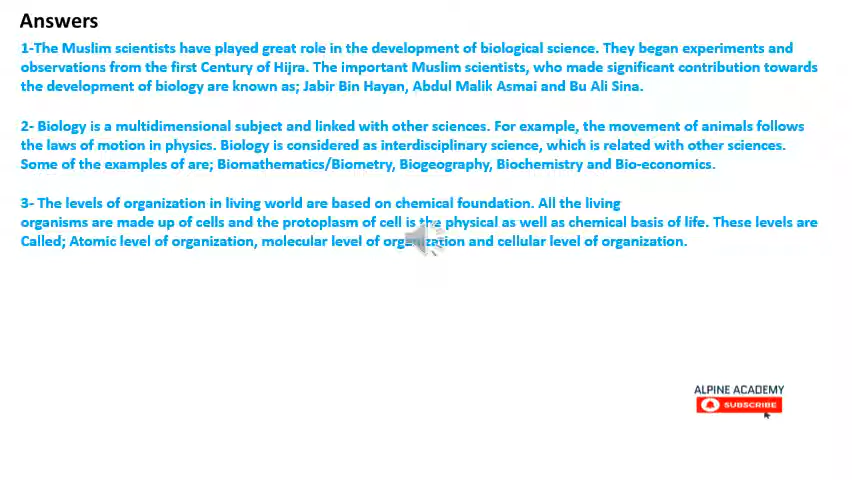 Answers
1-The Muslim scientists have played great role in the development of biological science. They began experiments and
observations from the first Century of Hijra. The important Muslim scientists, who made significant contribution towards
the development of biology are known as; Jabir Bin Hayan, Abdul Malik Asmai and Bu Ali Sina.
2- Biology is a multidimensional subject and linked with other sciences. For example, the movement of animals follows
the laws of motion in physics. Biology is considered as interdisciplinary science, which is related with other sciences.
Some of the examples of are; Biomathematics/Biometry, Biogeography, Biochemistry and Bio-economics.
3- The levels of organization in living world are based on chemical foundation. All the living
organisms are made up of cells and the protoplasm of cell is the physical as well as chemical basis of life. These levels are
Called; Atomic level of organization, molecular level of organization and cellular level of organization.
ALPINE ACADEMY
SUBSCRIBE